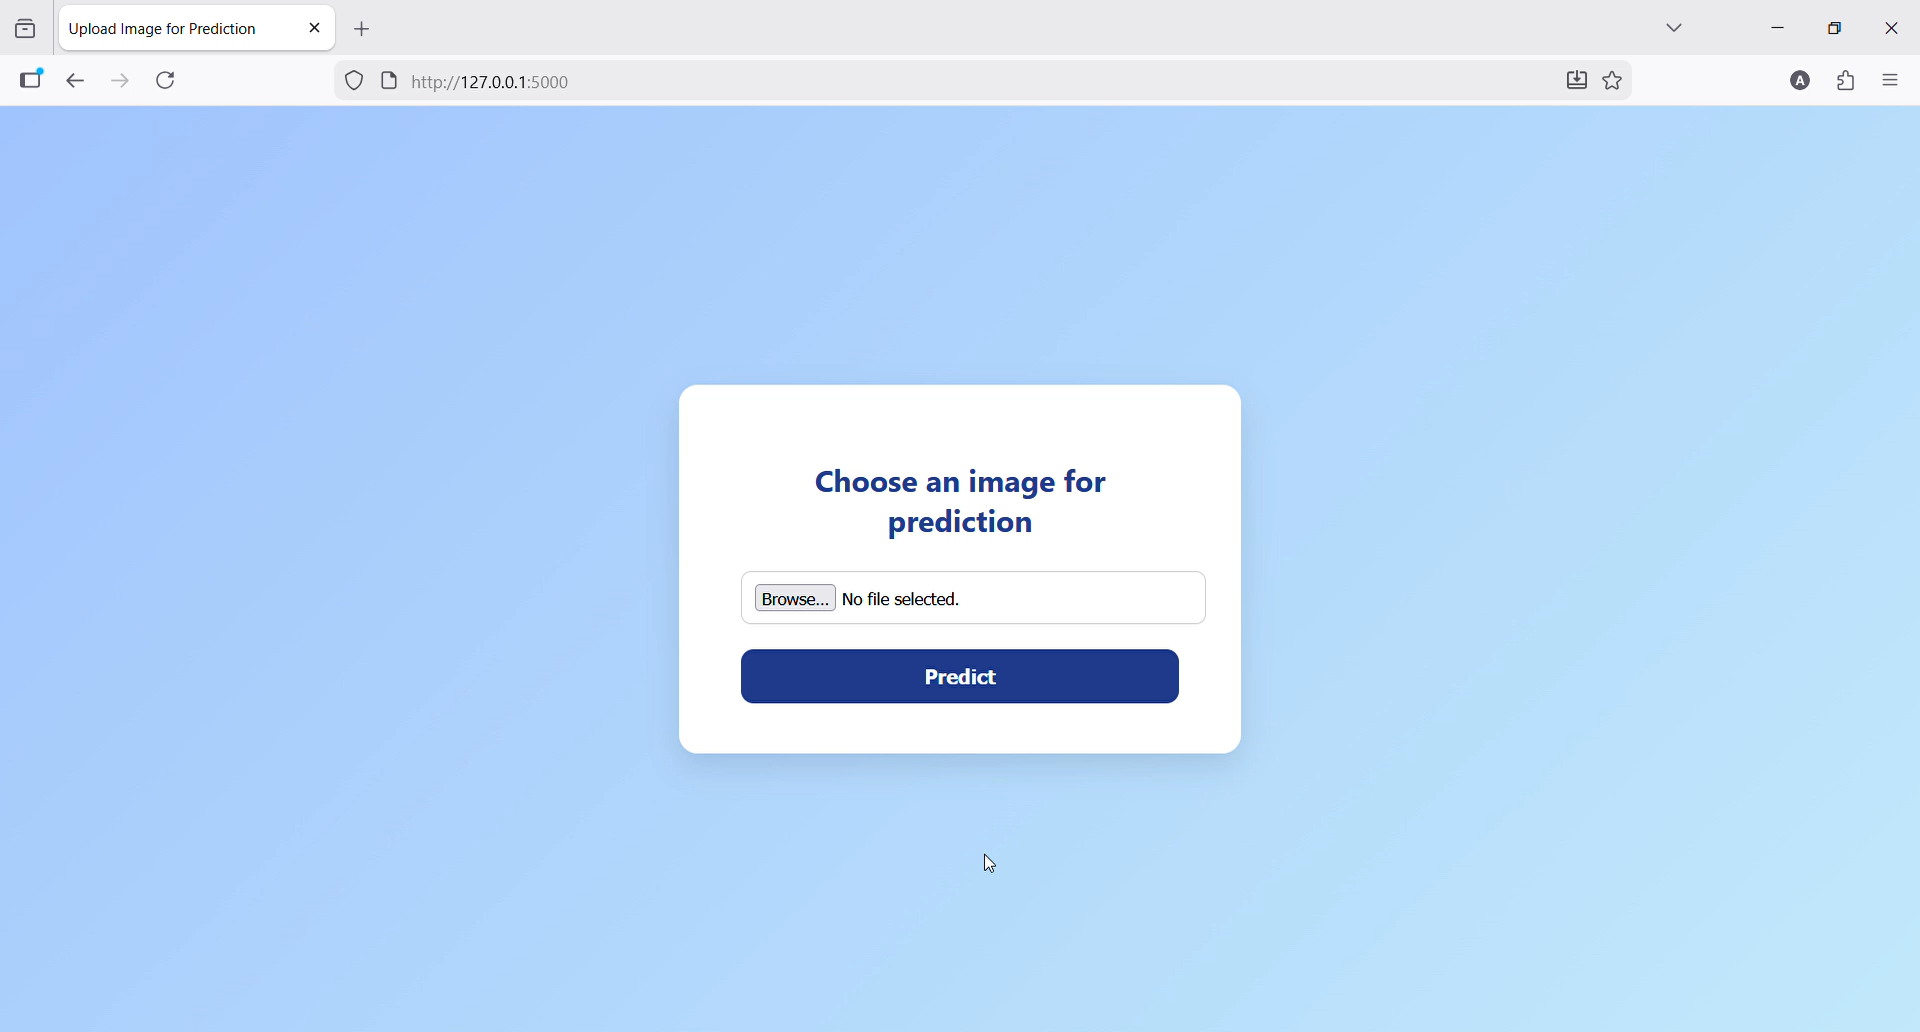 Upload Image for Prediction
http://127.0.0.1:5000
A
Choose an image for
prediction
Browse... No file selected.
Predict